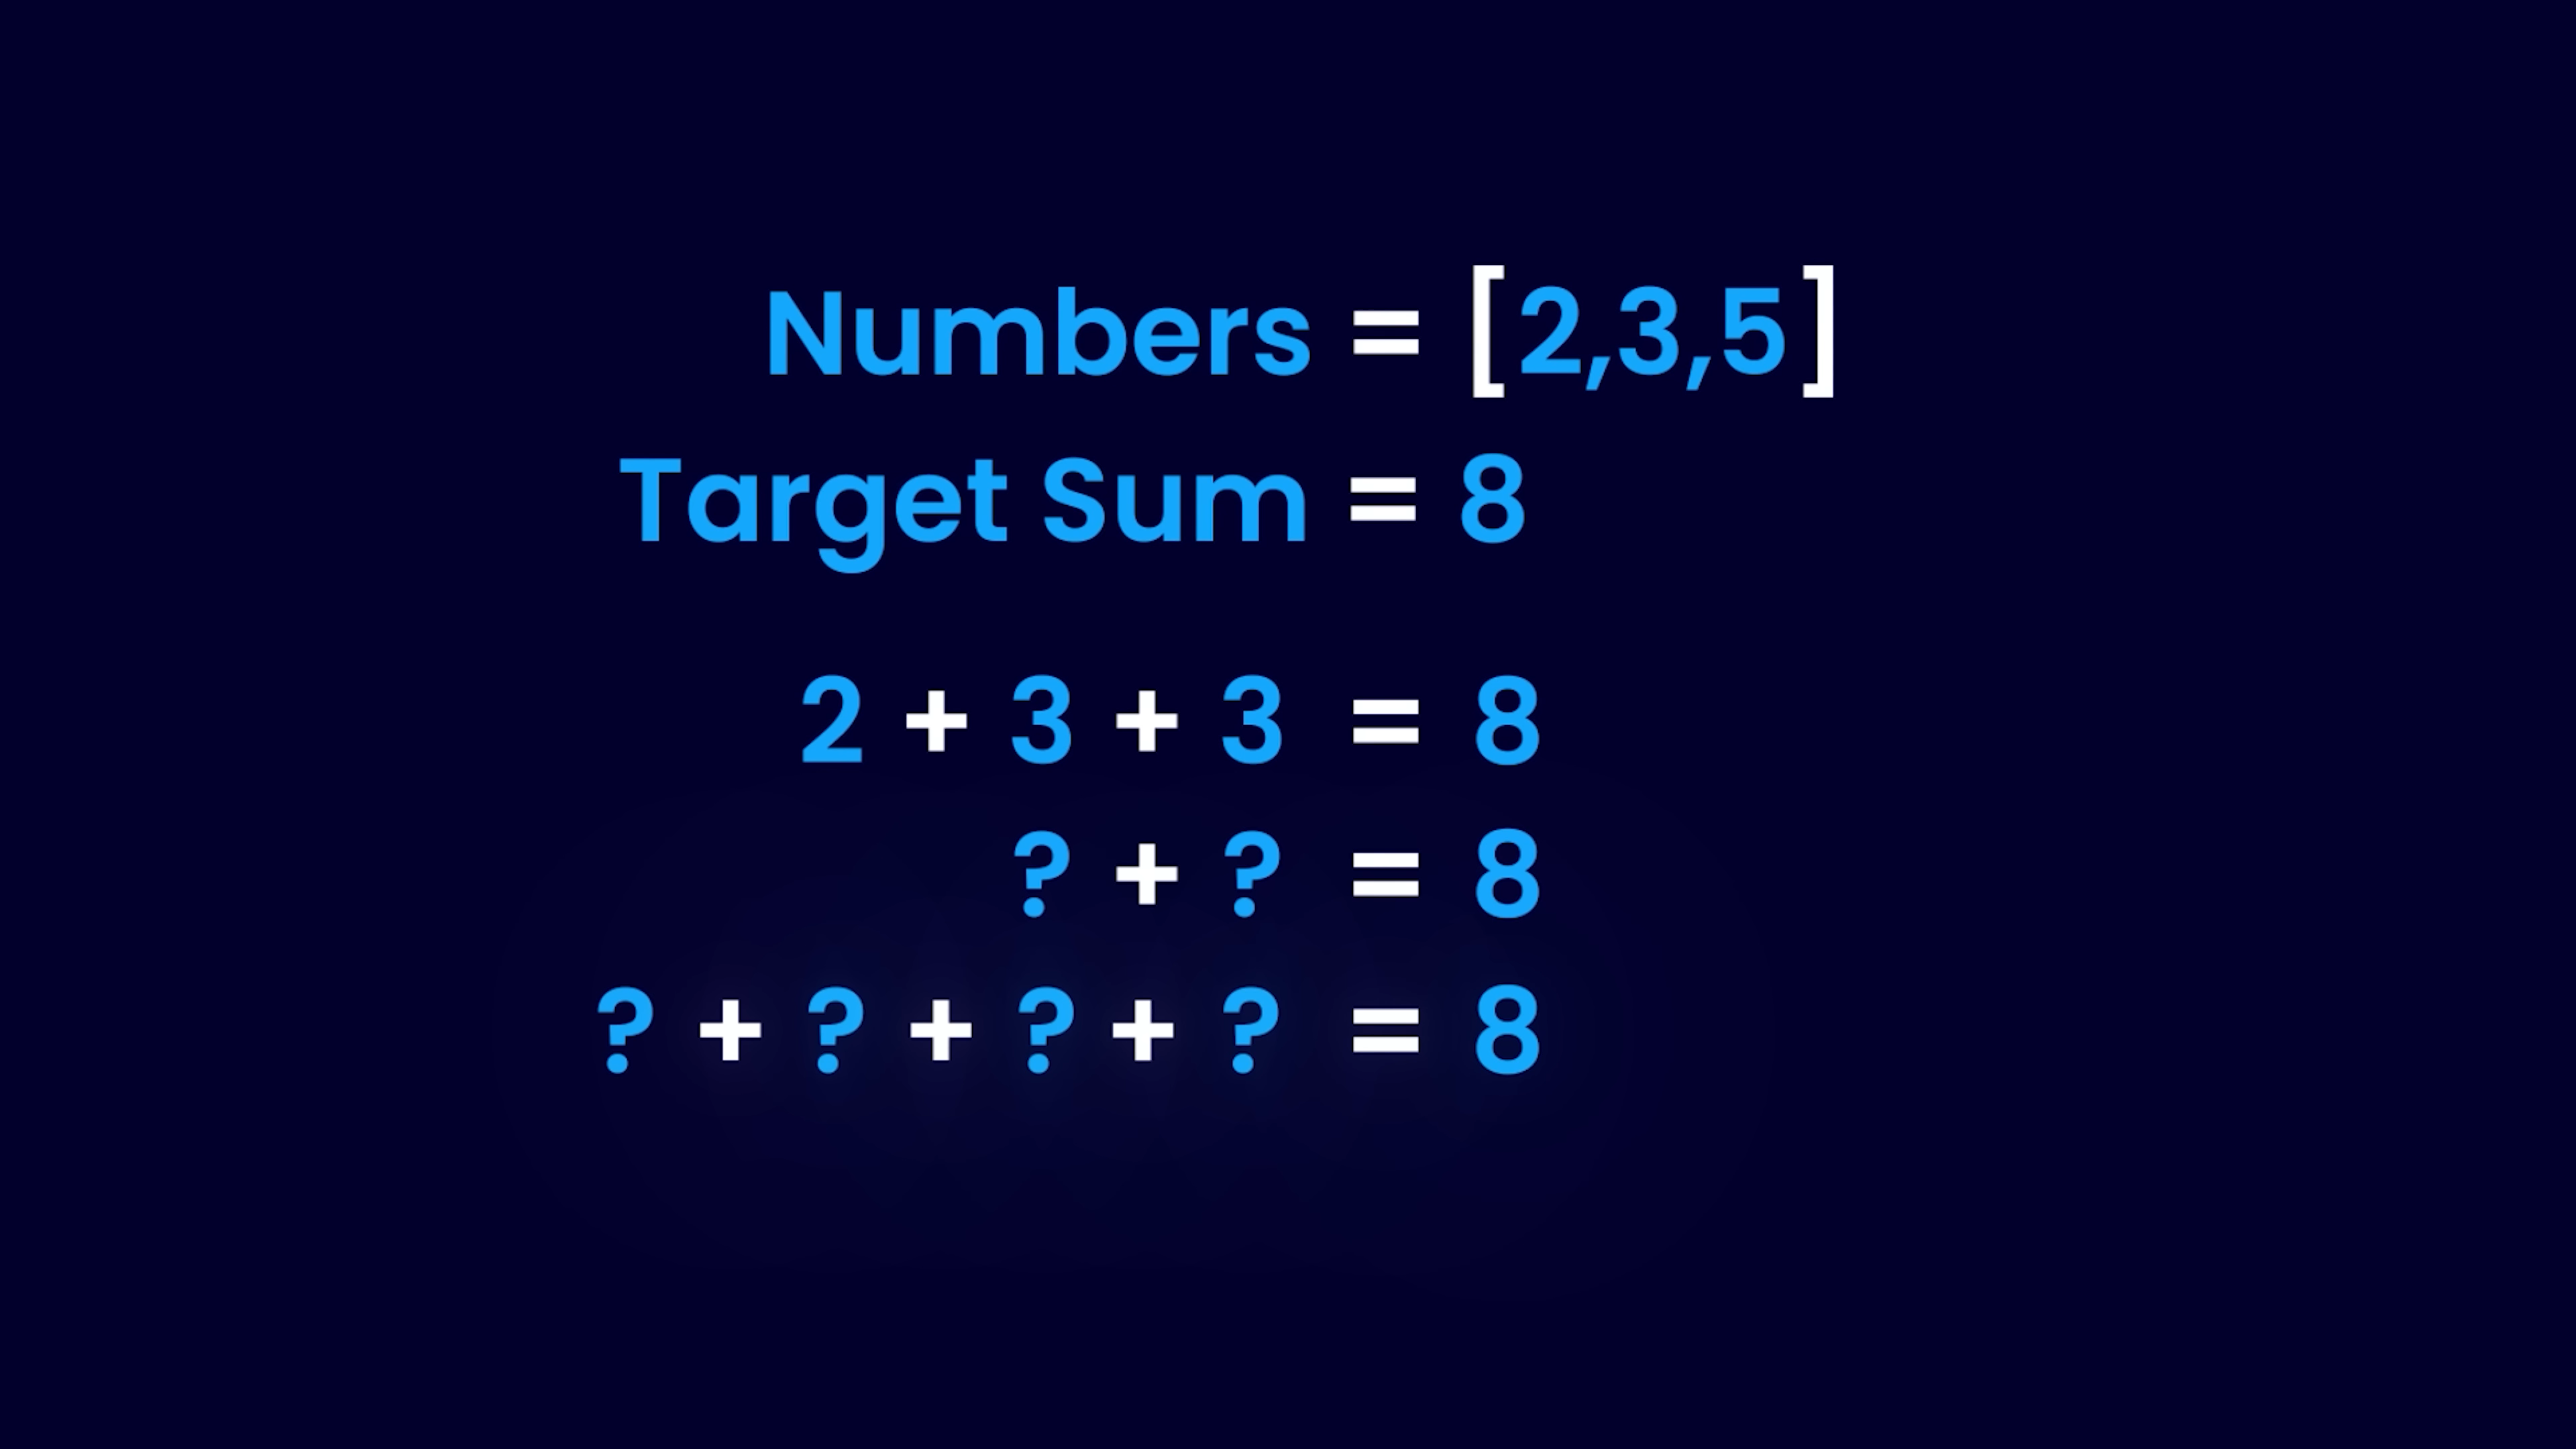 Numbers = [2,3,5]
Target Sum = 8
2 + 3 + 3 = 8
? + ? = 8
? + ? + ? + ? = 8